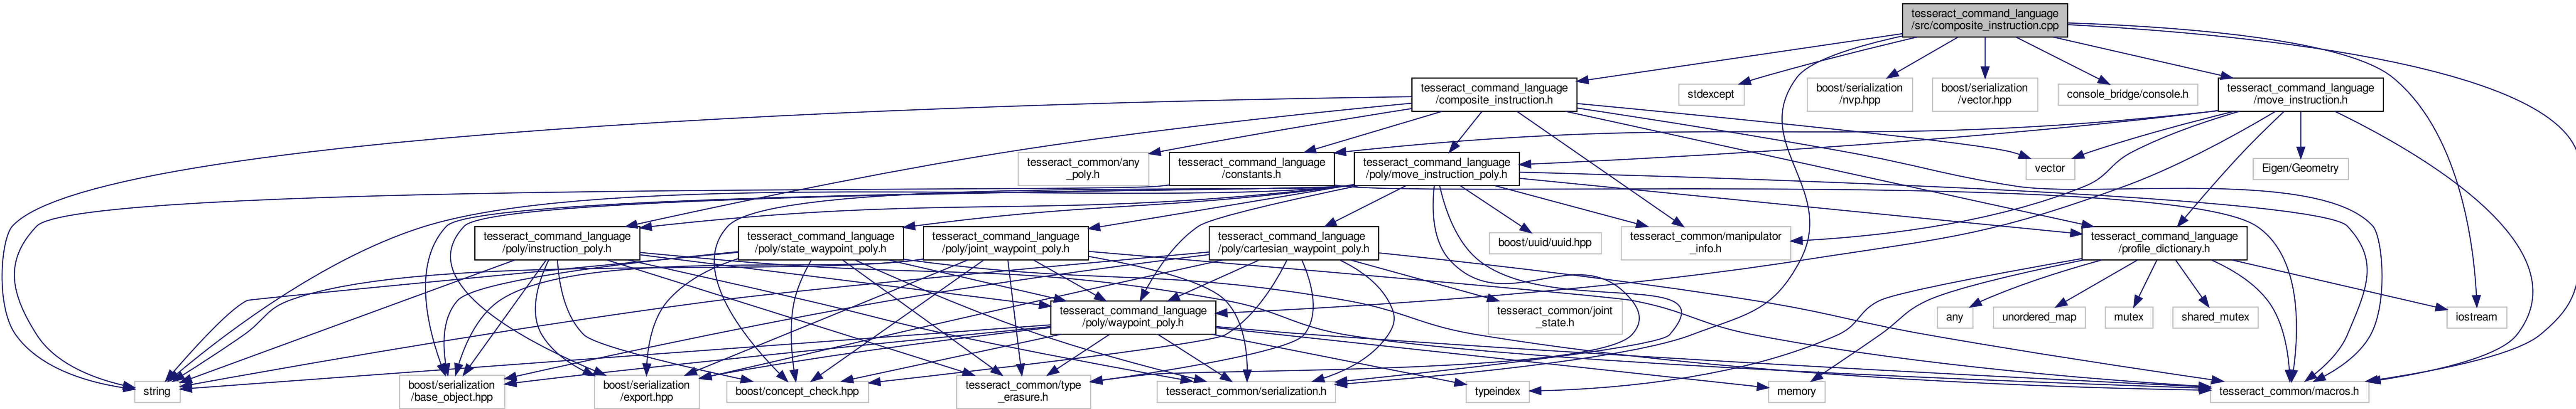 tesseract_command_language
/src/composite_instruction.cpp
tesseract_command_language
/composite_instruction.h
stdexcept
boost/serialization
/nvp.hpp
boost/serialization
/vector.hpp
console_bridge/console.h
tesseract_command_language
/move_instruction.h
tesseract_common/any
_poly.h
tesseract_command_language
/constants.h
tesseract_command_language
/poly/move_instruction_poly.h
vector
Eigen/Geometry
tesseract_command_language
/poly/instruction_poly.h
tesseract_command_language
/poly/state_waypoint_poly.h
tesseract_command_language
/poly/joint_waypoint_poly.h
tesseract_command_language
/poly/cartesian_waypoint_poly.h
boost/uuid/uuid.hpp
tesseract_common/manipulator
_info.h
tesseract_command_language
/profile_dictionary.h
tesseract_command_language
/poly/waypoint_poly.h
tesseract_common/joint
_state.h
any
unordered_map
mutex
shared_mutex
iostream
string
boost/serialization
/base_object.hpp
boost/serialization
/export.hpp
boost/concept_check.hpp
tesseract_common/type
_erasure.h
tesseract_common/serialization.h
typeindex
memory
tesseract_common/macros.h